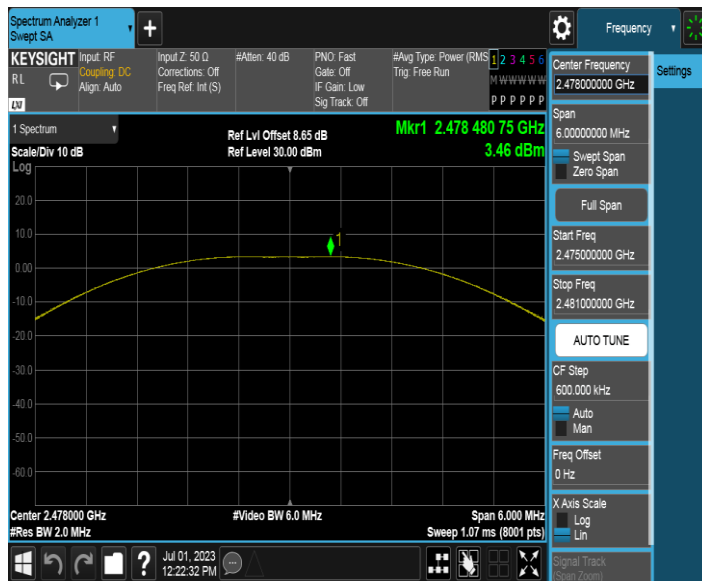 Spectrum Analyzer 1
Swept SA
Frequency
KEYSIGHT
RL
LXI
Input: RF
Coupling: DC
Align: Auto
Input Z: 50 Ω
Corrections: Off
Freq Ref: Int (S)
#Atten: 40 dB
PNO: Fast
Gate: Off
IF Gain: Low
Sig Track: Off
#Avg Type: Power (RMS
Trig: Free Run
1 2 3 4 5 6
M W W W W W
P P P P P P
1 Spectrum
Scale/Div 10 dB
Log
Ref Lvl Offset 8.65 dB
Ref Level 30.00 dBm
Mkr1 2.478 480 75 GHz
3.46 dBm
20.0
10.0
0.00
-10.0
-20.0
-30.0
-40.0
-50.0
-60.0
1
Center 2.478000 GHz
#Res BW 2.0 MHz
#Video BW 6.0 MHz
Span 6.000 MHz
Sweep 1.07 ms (8001 pts)
?
Jul 01, 2023
12:22:32 PM
Center Frequency
2.478000000 GHz
Span
6.00000000 MHz
Swept Span
Zero Span
Full Span
Start Freq
2.475000000 GHz
Stop Freq
2.481000000 GHz
AUTO TUNE
CF Step
600.000 kHz
Auto
Man
Freq Offset
0 Hz
X Axis Scale
Log
Lin
Signal Track
(Span Zoom)
Settings